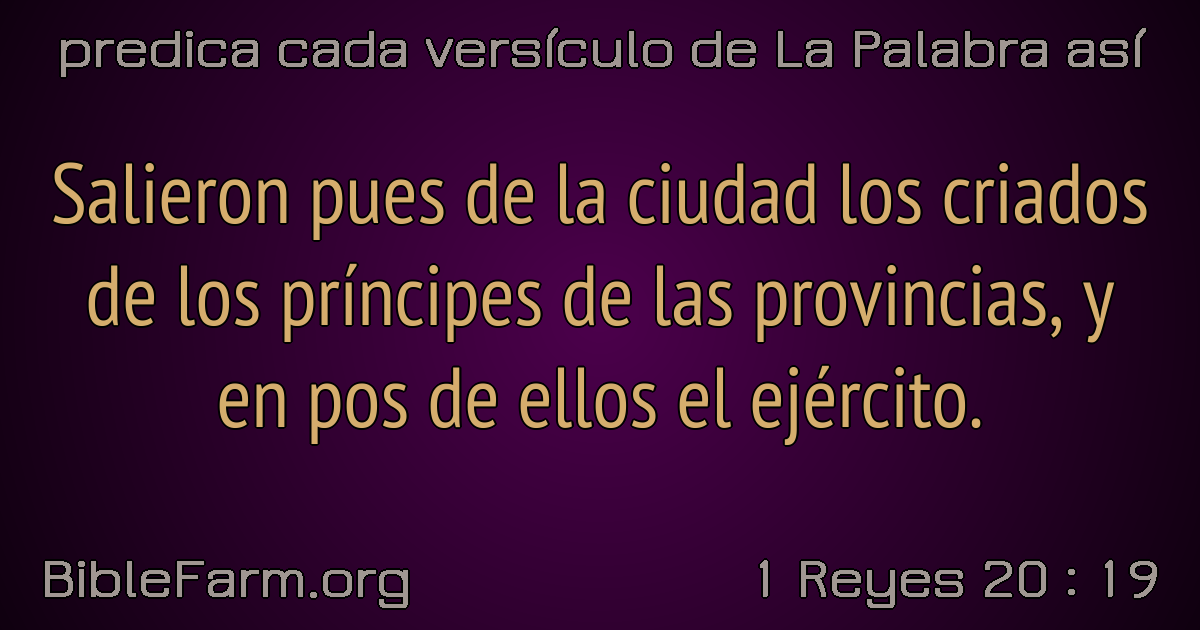 predica cada versículo de La Palabra así
Salieron pues de la ciudad los criados
de los príncipes de las provincias, y
en pos de ellos el ejército.
BibleFarm.org
1 Reyes 20 : 19